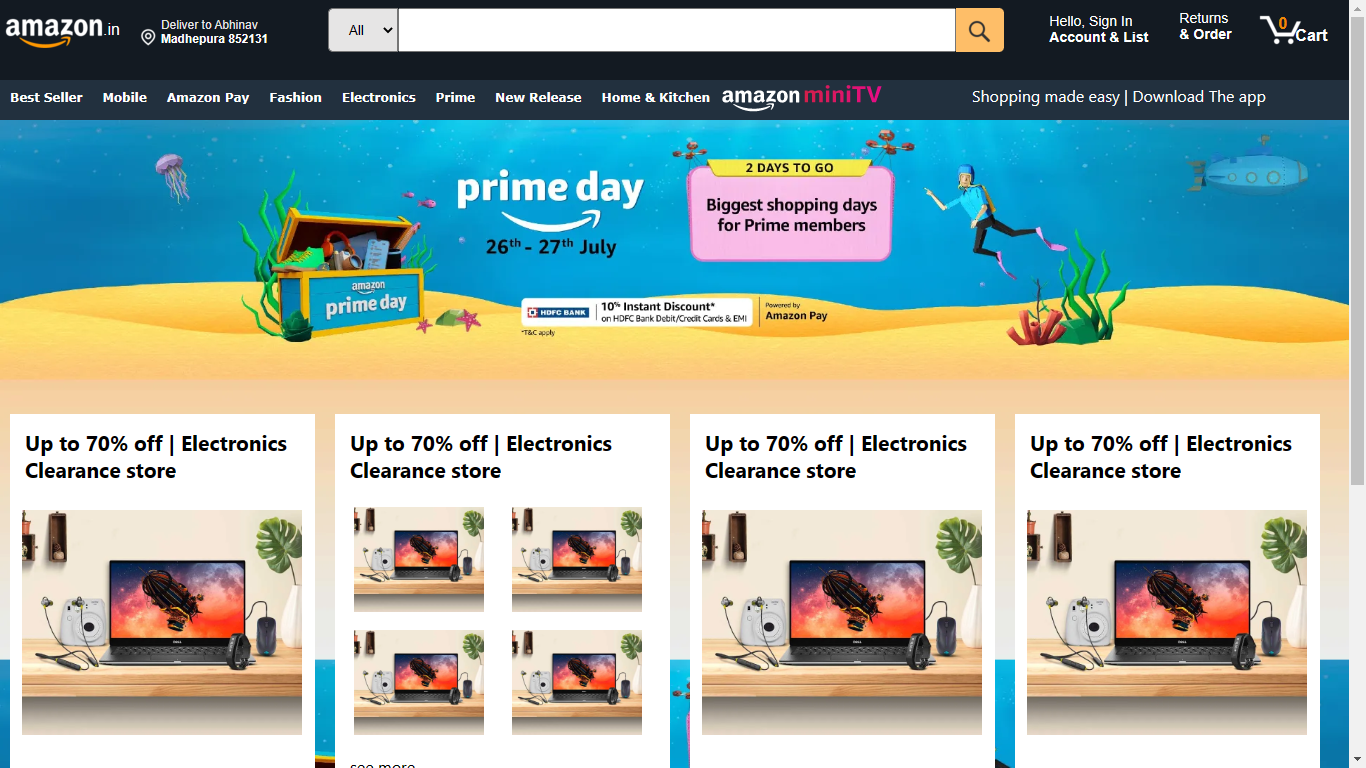 amazon.in
Deliver to Abhinav
Madhepura 852131
All
Hello, Sign In
Account & List
Returns
& Order
0
Cart
Best Seller Mobile Amazon Pay Fashion Electronics Prime New Release Home & Kitchen amazon miniTV Shopping made easy | Download The app
prime day
26th - 27th July
2 DAYS TO GO
Biggest shopping days
for Prime members
amazon
prime day
HDFC BANK
10% Instant Discount*
on HDFC Bank Debit/Credit Cards & EMI
Powered by
Amazon Pay
*T&C apply
Up to 70% off | Electronics
Clearance store
Up to 70% off | Electronics
Clearance store
Up to 70% off | Electronics
Clearance store
Up to 70% off | Electronics
Clearance store
DELL
DELL
DELL
see more